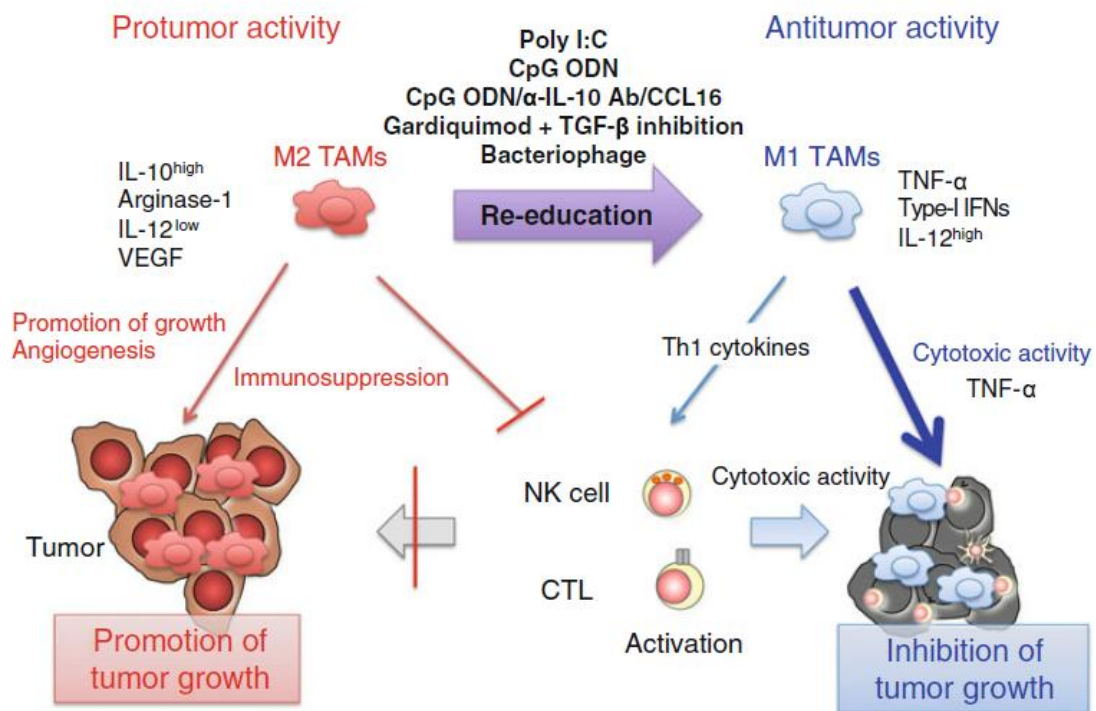 Protumor activity
Antitumor activity
Poly I:C
CpG ODN
CpG ODN/α-IL-10 Ab/CCL16
Gardiquimod + TGF-β inhibition
Bacteriophage
M2 TAMs
M1 TAMs
IL-10high
Arginase-1
IL-12low
VEGF
Re-education
TNF-α
Type-I IFNs
IL-12high
Promotion of growth
Angiogenesis
Immunosuppression
Th1 cytokines
Cytotoxic activity
TNF-α
NK cell
Cytotoxic activity
Tumor
CTL
Activation
Promotion of
tumor growth
Inhibition of
tumor growth